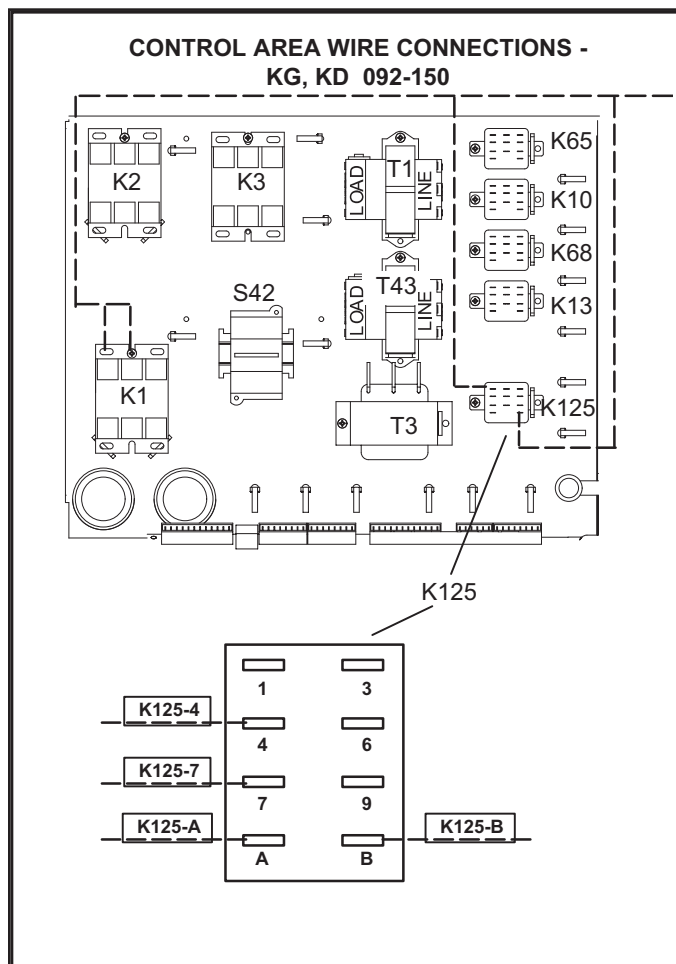 CONTROL AREA WIRE CONNECTIONS -
KG, KD 092-150
K2
K3
LOAD
T1
LINE
K65
K10
K68
K13
S42
LOAD
T43
LINE
K1
T3
K125
K125
1
3
K125-4
4
6
K125-7
7
9
K125-A
K125-B
A
B